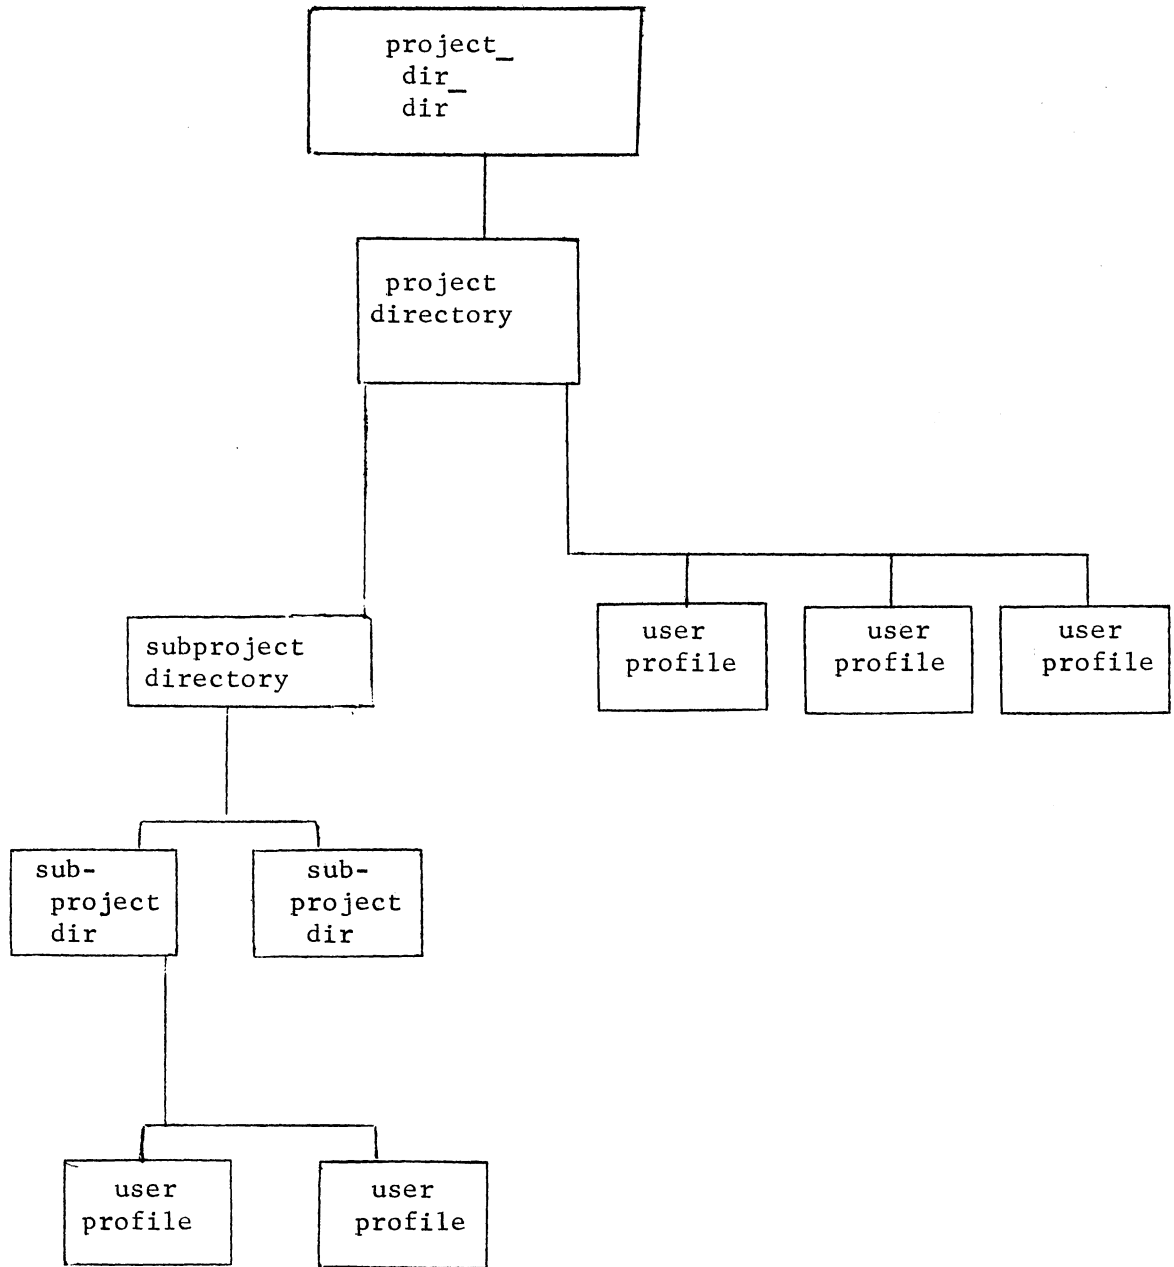 project_
dir_
dir
project
directory
subproject
directory
user
profile
user
profile
user
profile
sub-
project
dir
sub-
project
dir
user
profile
user
profile